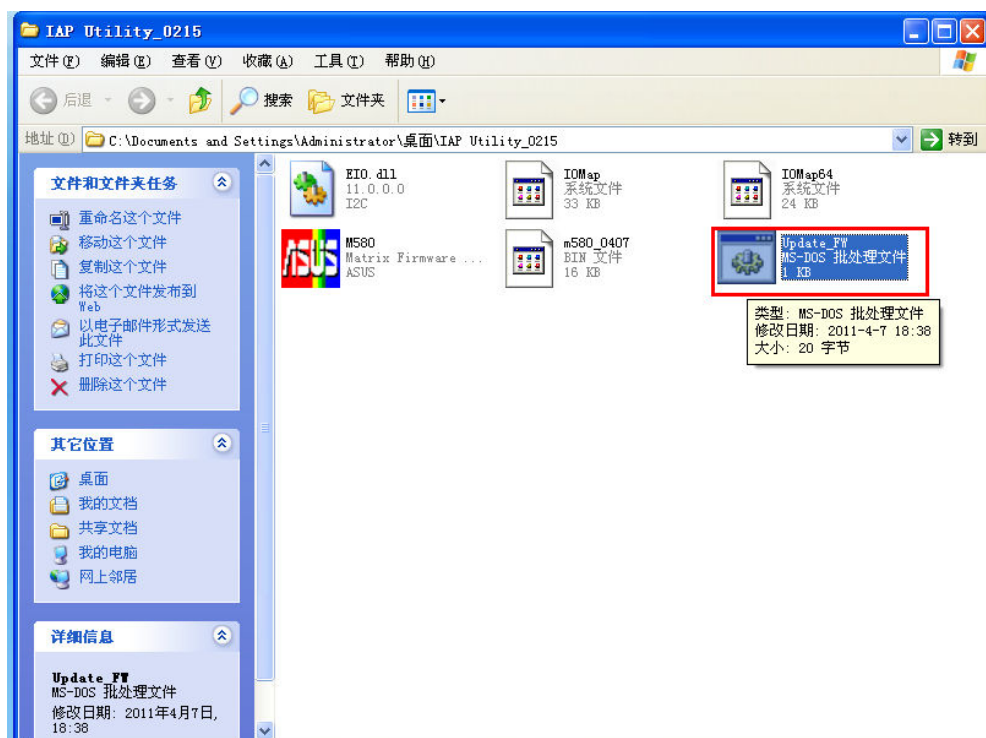 IAP Utility_0215
文件(F) 编辑(E) 查看(V) 收藏(A) 工具(T) 帮助(H)
后退 搜索 文件夹
地址(D) C:\Documents and Settings\Administrator\桌面\IAP Utility_0215 转到
文件和文件夹任务
重命名这个文件
移动这个文件
复制这个文件
将这个文件发布到
Web
以电子邮件形式发送
此文件
打印这个文件
删除这个文件
其它位置
桌面
我的文档
共享文档
我的电脑
网上邻居
详细信息
Update_FW
MS-DOS 批处理文件
修改日期: 2011年4月7日,
18:38
EIO.dll
11.0.0.0
I2C
IOMap
系统文件
33 KB
IOMap64
系统文件
24 KB
ASUS
M580
Matrix Firmware ...
ASUS
m580_0407
BIN 文件
16 KB
Update_FW
MS-DOS 批处理文件
1 KB
类型: MS-DOS 批处理文件
修改日期: 2011-4-7 18:38
大小: 20 字节